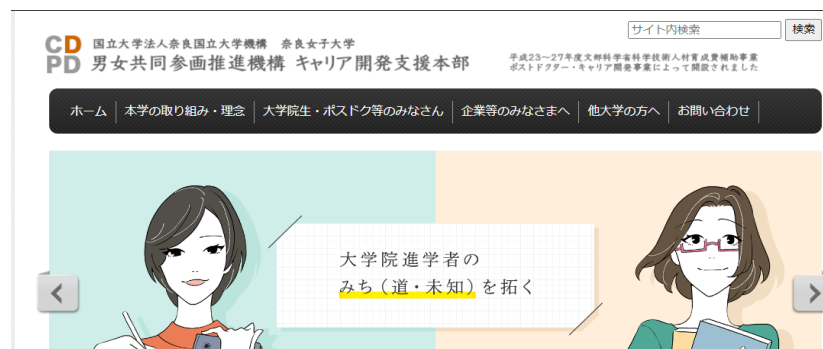 サイト内検索
検索
CD
PD
国立大学法人奈良国立大学機構 奈良女子大学
男女共同参画推進機構 キャリア開発支援本部
平成23~27年度文部科学省科学技術人材育成費補助事業
ポストドクター・キャリア開発事業によって開設されました
ホーム
本学の取り組み・理念
大学院生・ポスドク等のみなさん
企業等のみなさまへ
他大学の方へ
お問い合わせ
大学院進学者の
みち(道・未知)を拓く